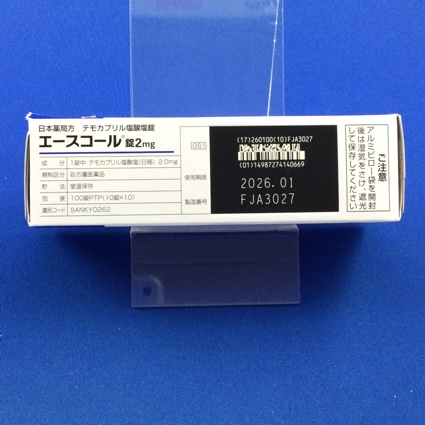 日本薬局方 テモカプリル塩酸塩錠
エースコール®錠2mg
成分 1錠中 テモカプリル塩酸塩(日局) 2.0mg
規制区分 処方箋医薬品
貯法 室温保存
包装 100錠PTP(10錠×10)
識別コード SANKYO262
GS1
使用期限
製造番号
(17)260100(10)FJA3027
(01)14987274140669
2026.01
FJA3027
ご注意
アルミピロー袋を開封
後は湿気をさけ、遮光
して保存してください。